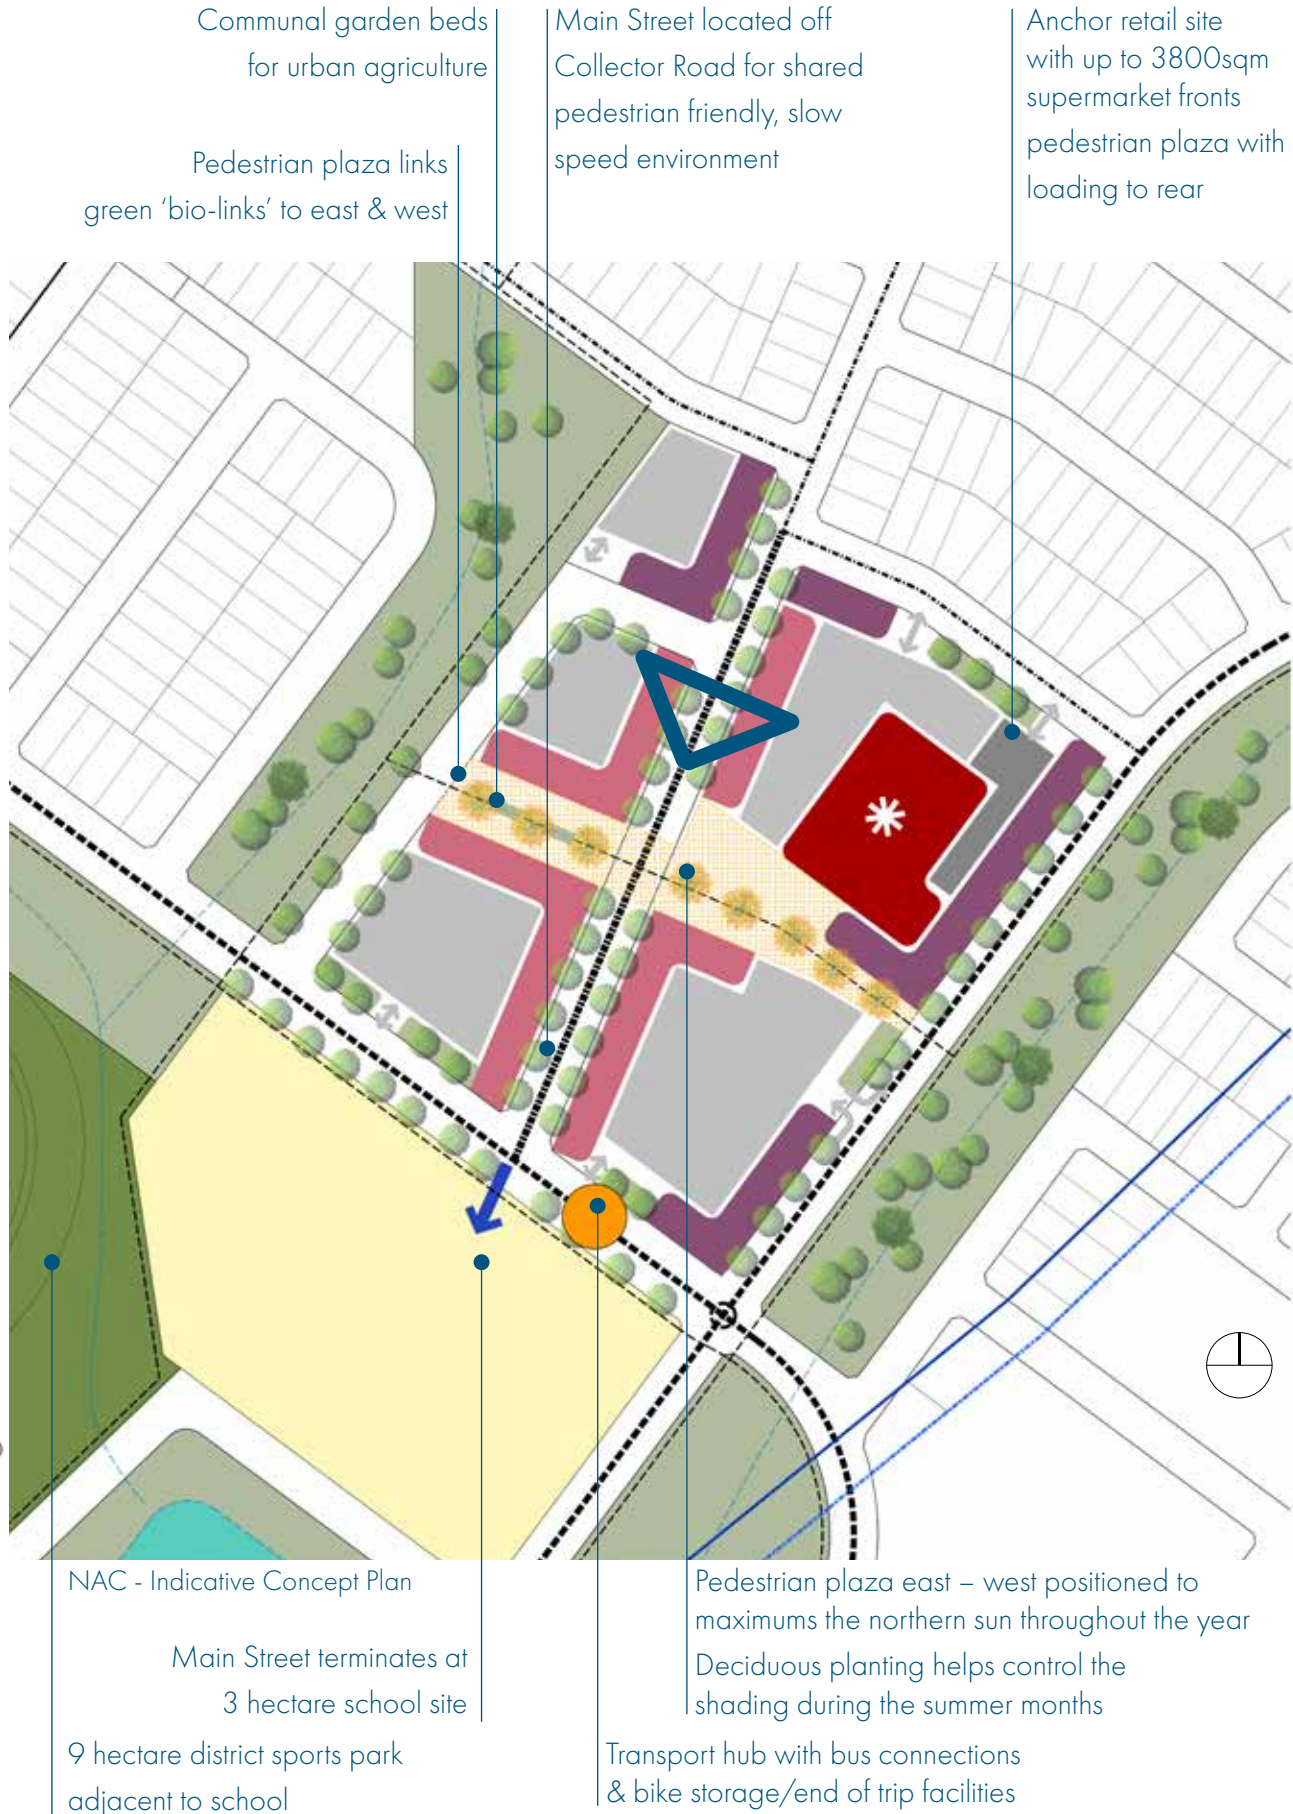 Communal garden beds
for urban agriculture
Main Street located off
Collector Road for shared
pedestrian friendly, slow
speed environment
Anchor retail site
with up to 3800sqm
supermarket fronts
pedestrian plaza with
loading to rear
Pedestrian plaza links
green ‘bio-links’ to east & west
NAC - Indicative Concept Plan
Main Street terminates at
3 hectare school site
9 hectare district sports park
adjacent to school
Pedestrian plaza east – west positioned to
maximums the northern sun throughout the year
Deciduous planting helps control the
shading during the summer months
Transport hub with bus connections
& bike storage/end of trip facilities